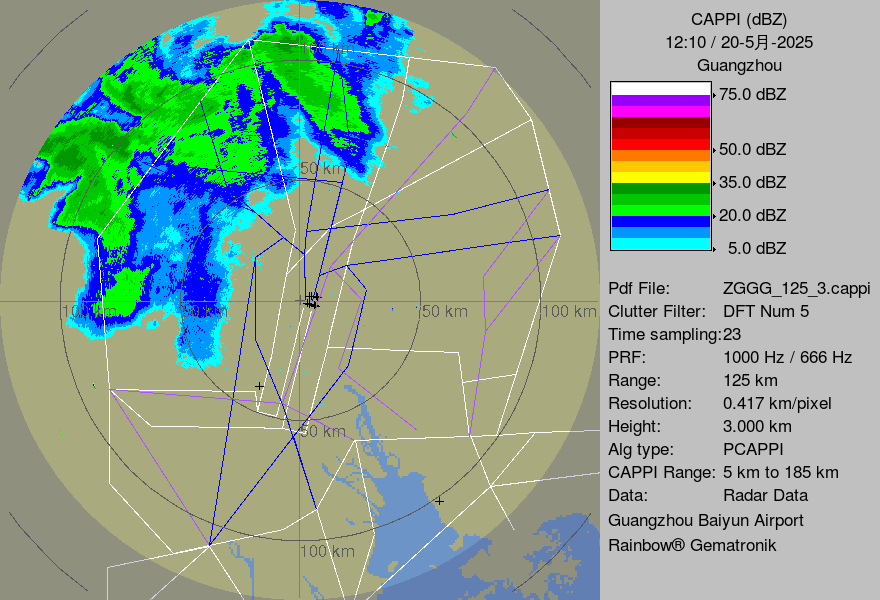 CAPPI (dBZ)
12:10 / 20-5月-2025
Guangzhou
75.0 dBZ
50.0 dBZ
35.0 dBZ
20.0 dBZ
5.0 dBZ
Pdf File: ZGGG_125_3.cappi
Clutter Filter: DFT Num 5
Time sampling:23
PRF: 1000 Hz / 666 Hz
Range: 125 km
Resolution: 0.417 km/pixel
Height: 3.000 km
Alg type: PCAPPI
CAPPI Range: 5 km to 185 km
Data: Radar Data
Guangzhou Baiyun Airport
Rainbow® Gematronik
100 km
50 km
100 km
50 km
50 km
100 km
50 km
100 km